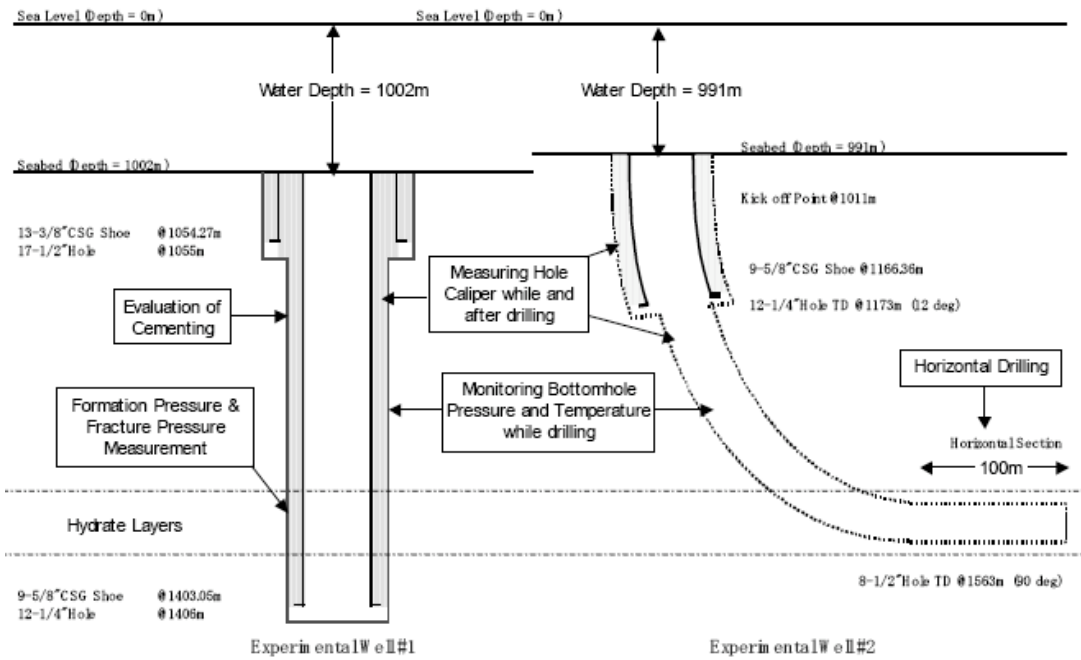 Sea Level (Depth = 0m)
Sea Level (Depth = 0m)
Water Depth = 1002m
Water Depth = 991m
Seabed (Depth = 1002m)
Seabed (Depth = 991m)
Kick off Point @1011m
13-3/8"CSG Shoe @1054.27m
17-1/2"Hole @1055m
Measuring Hole
Caliper while and
after drilling
9-5/8"CSG Shoe @1166.36m
12-1/4"Hole TD @1173m (12 deg)
Evaluation of
Cementing
Horizontal Drilling
Monitoring Bottomhole
Pressure and Temperature
while drilling
Formation Pressure &
Fracture Pressure
Measurement
Horizontal Section
100m
Hydrate Layers
8-1/2"Hole TD @1563m (90 deg)
9-5/8"CSG Shoe @1403.05m
12-1/4"Hole @1406m
Experimental Well#1
Experimental Well#2